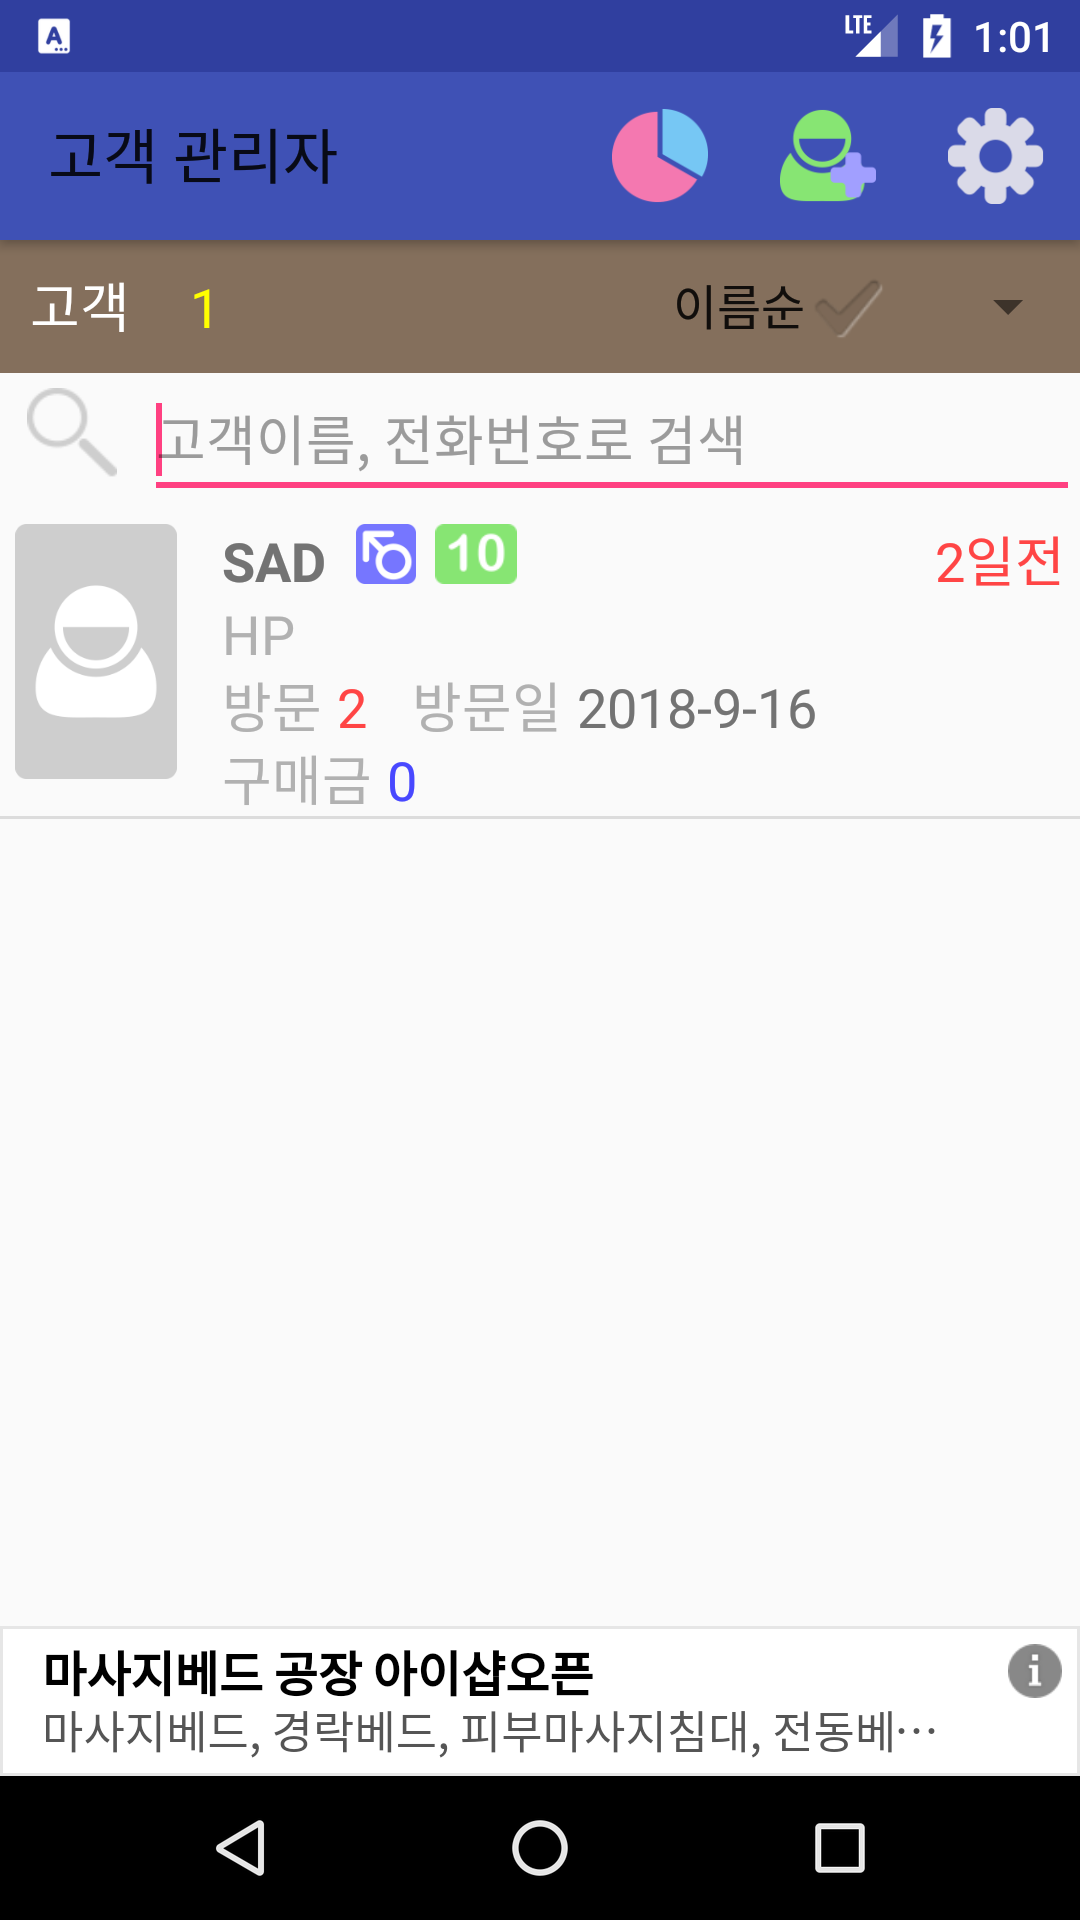 LTE 1:01
고객 관리자
고객 1 이름순
고객이름, 전화번호로 검색
SAD 10 2일전
HP
방문 2 방문일 2018-9-16
구매금 0
마사지베드 공장 아이샵오픈
마사지베드, 경락베드, 피부마사지침대, 전동베…